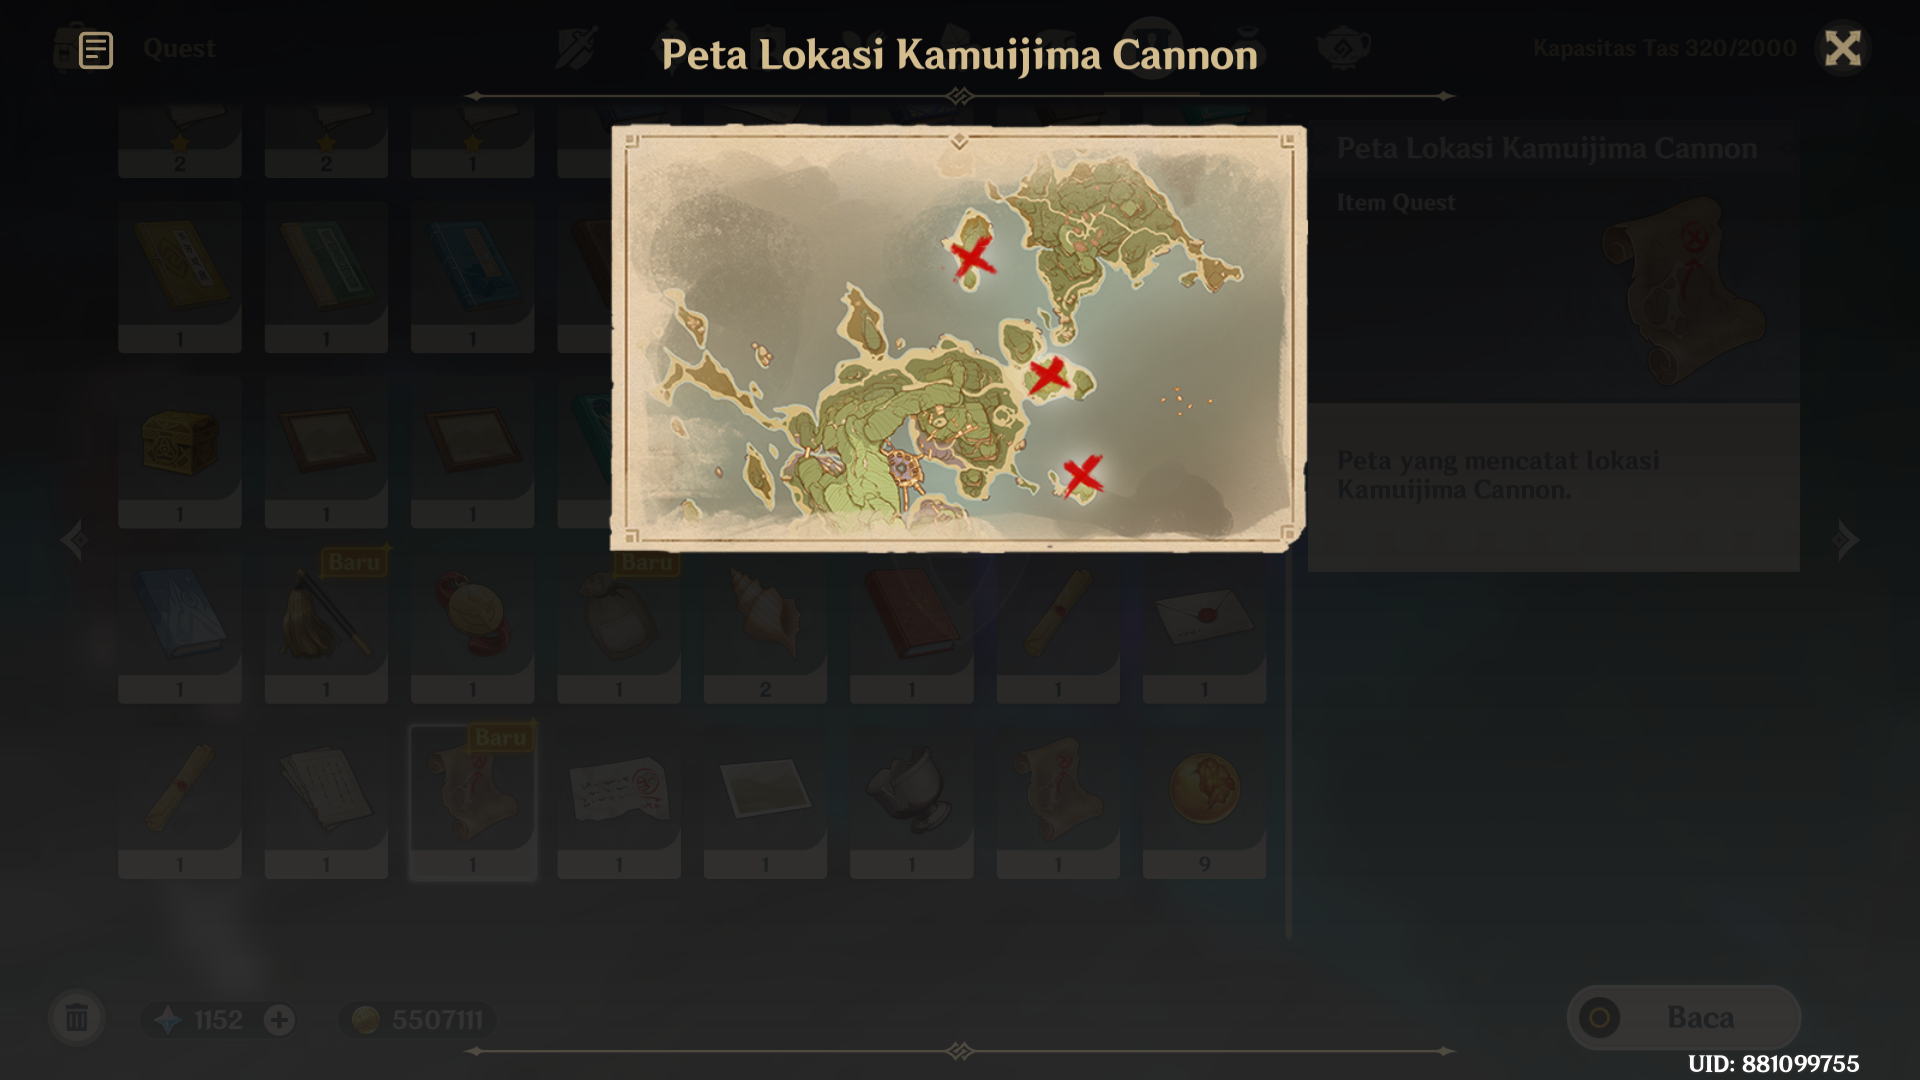 Quest
Peta Lokasi Kamuijima Cannon
Kapasitas Tas 320/2000
2
2
1
Peta Lokasi Kamuijima Cannon
Item Quest
1
1
1
Peta yang mencatat lokasi
Kamuijima Cannon.
1
1
1
Baru
Baru
1
1
1
1
2
1
1
1
Baru
1
1
1
1
1
1
1
9
1152
5507111
Baca
UID: 881099755